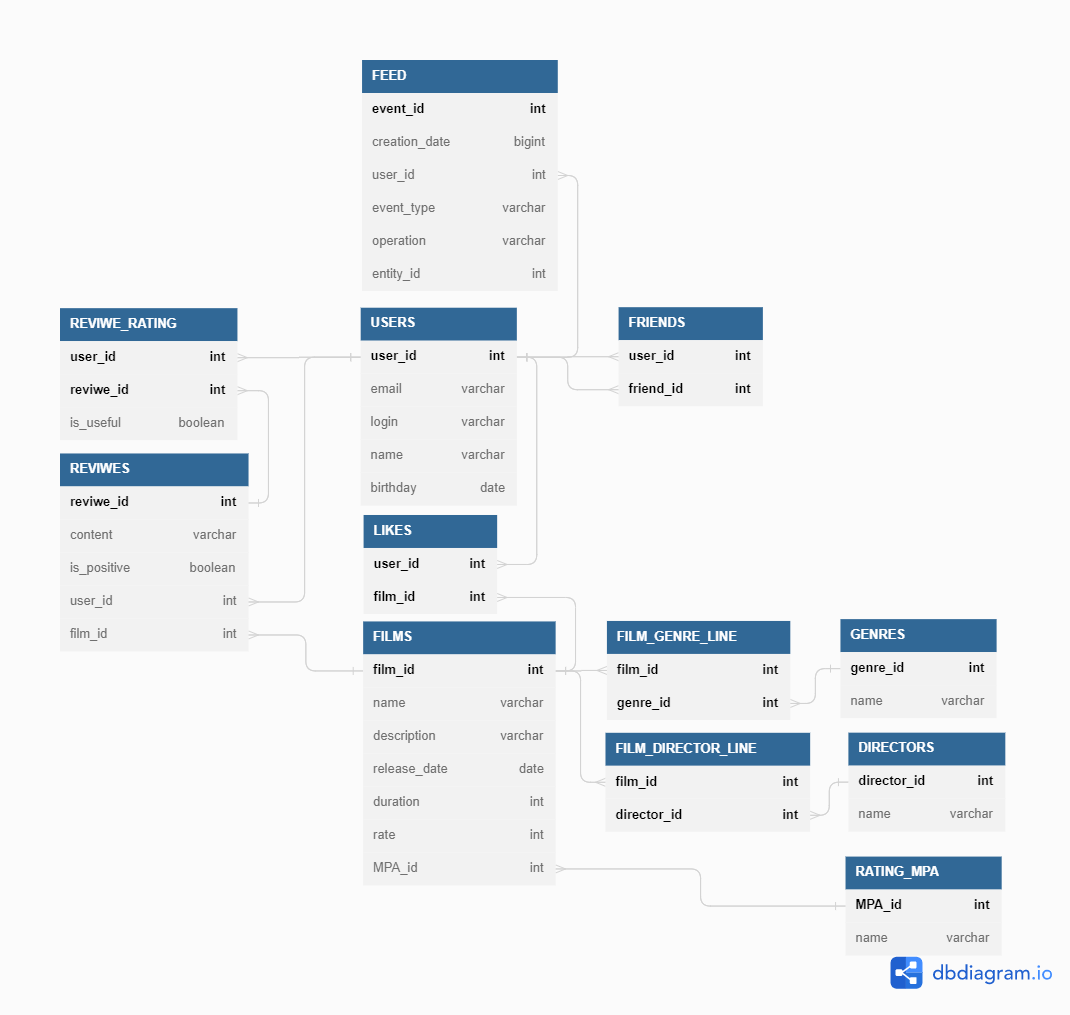 FEED
event_id int
creation_date bigint
user_id int
event_type varchar
operation varchar
entity_id int
REVIWE_RATING
user_id int
reviwe_id int
is_useful boolean
USERS
user_id int
email varchar
login varchar
name varchar
birthday date
FRIENDS
user_id int
friend_id int
REVIWES
reviwe_id int
content varchar
is_positive boolean
user_id int
film_id int
LIKES
user_id int
film_id int
FILMS
film_id int
name varchar
description varchar
release_date date
duration int
rate int
MPA_id int
FILM_GENRE_LINE
film_id int
genre_id int
GENRES
genre_id int
name varchar
FILM_DIRECTOR_LINE
film_id int
director_id int
DIRECTORS
director_id int
name varchar
RATING_MPA
MPA_id int
name varchar
dbdiagram.io